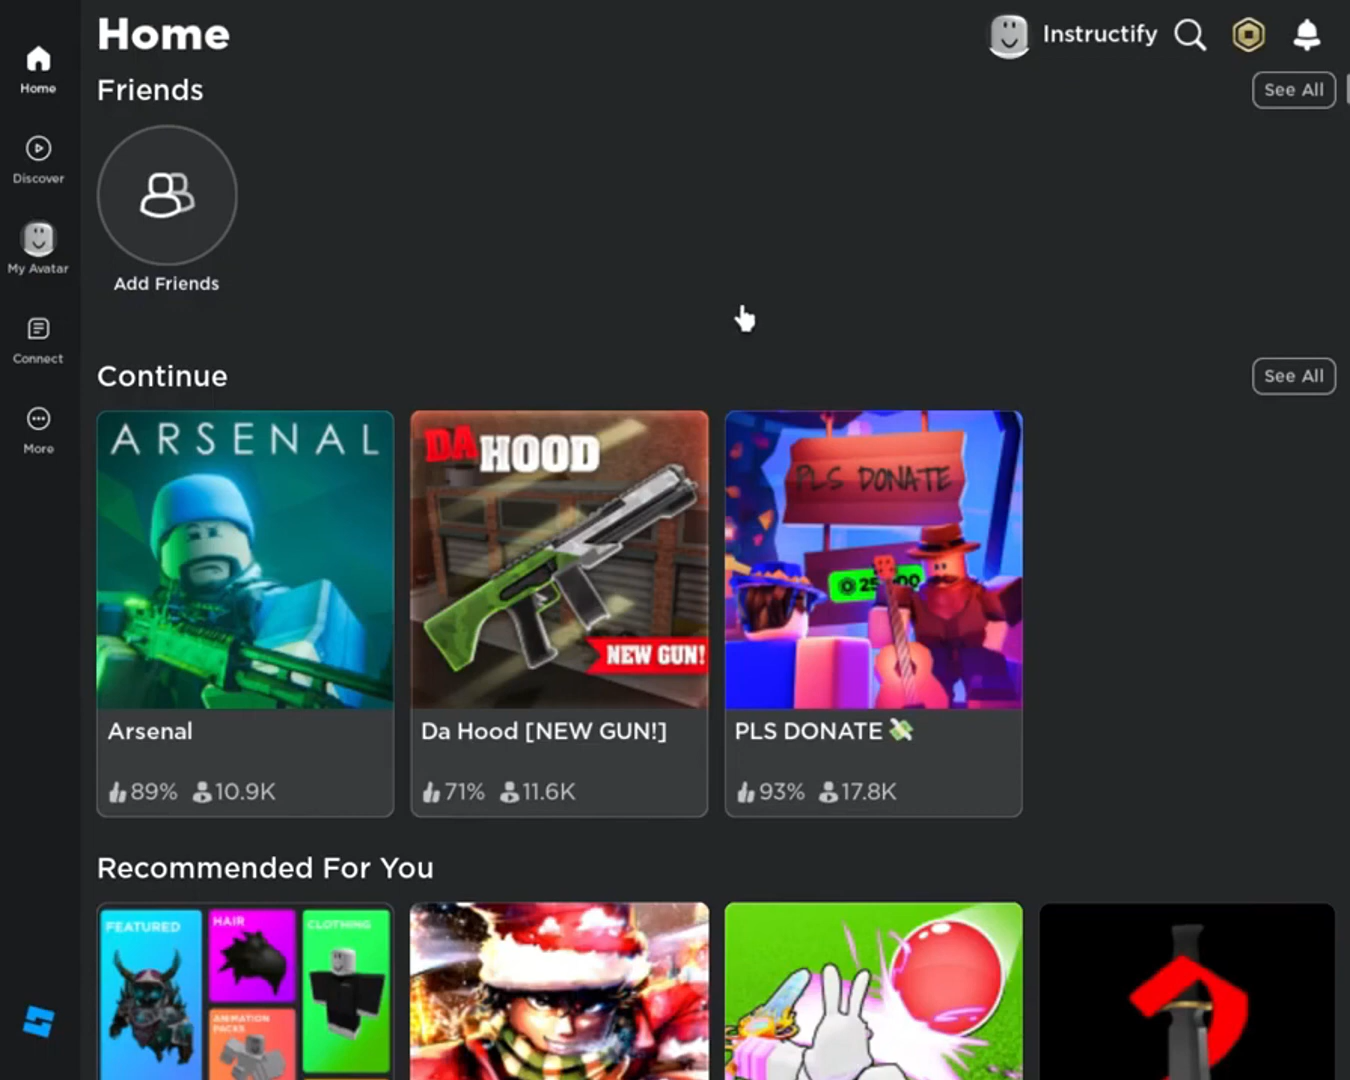 Home
Instructify
Home
Friends
See All
Discover
Add Friends
My Avatar
Connect
Continue
See All
More
ARSENAL
DA HOOD
PLS DONATE
NEW GUN!
Arsenal
Da Hood [NEW GUN!]
PLS DONATE 💸
89% 10.9K
71% 11.6K
93% 17.8K
Recommended For You
FEATURED
HAIR
CLOTHING
ANIMATION
PACKS